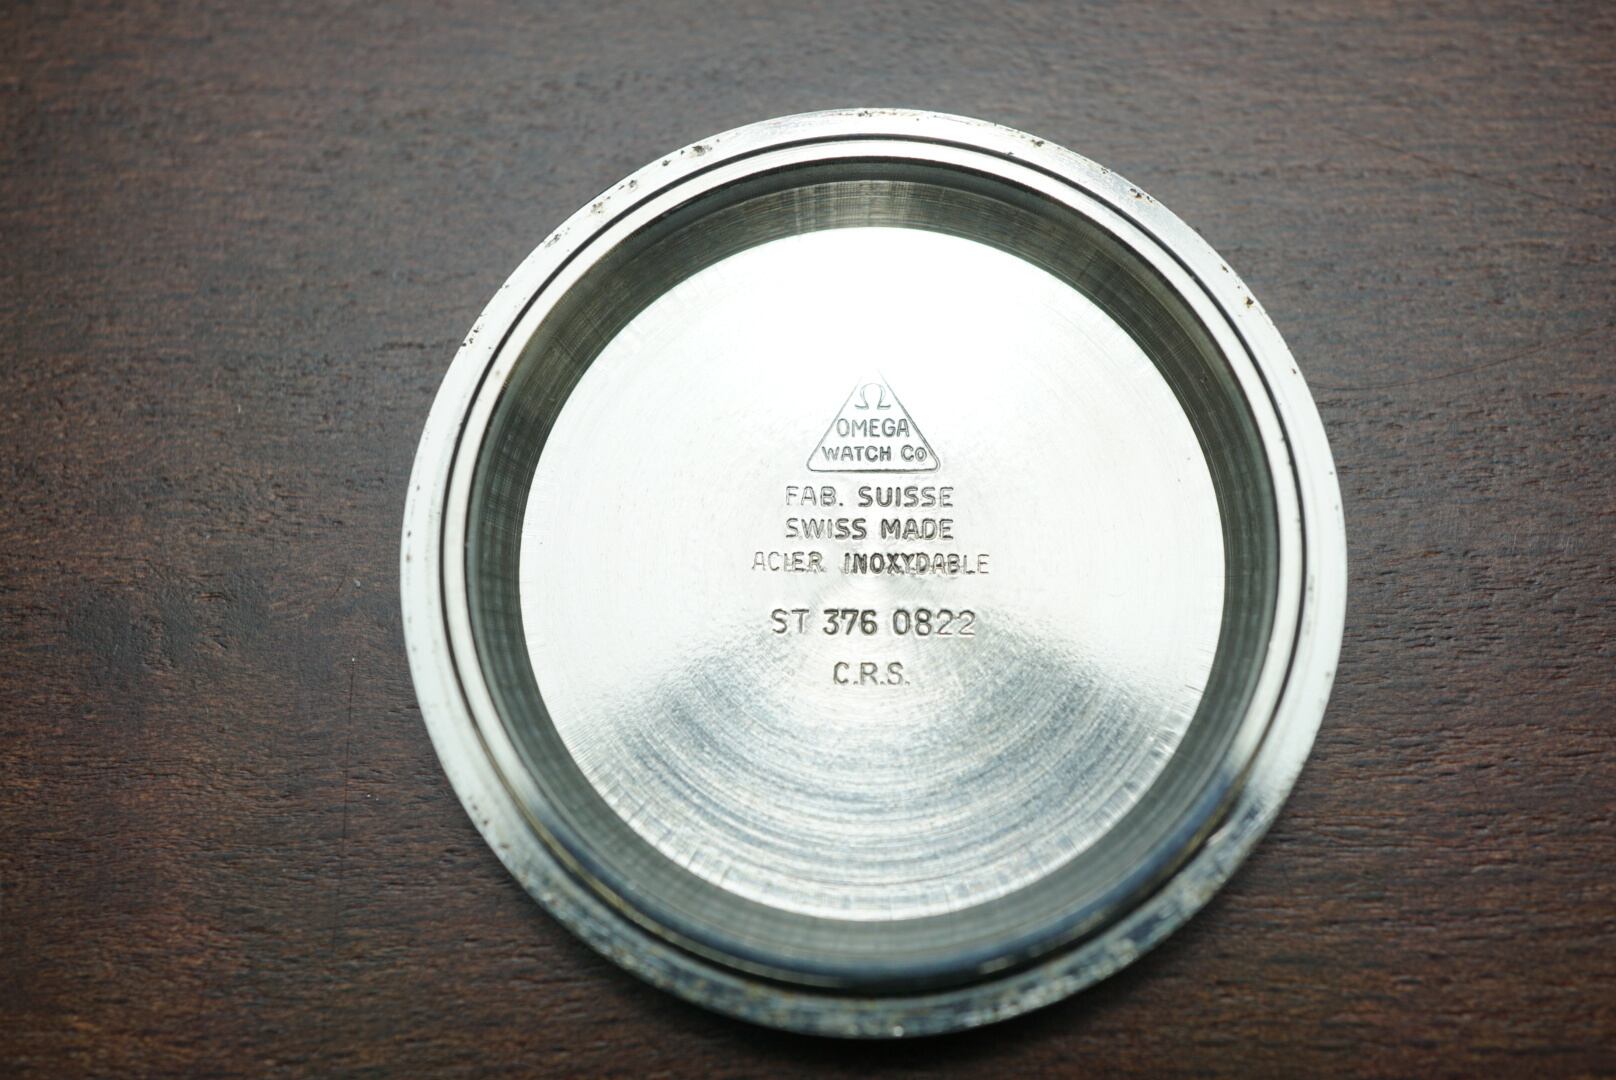 Ω
OMEGA
WATCH Co
FAB. SUISSE
SWISS MADE
ACIER INOXYDABLE
ST 376 0822
C.R.S.